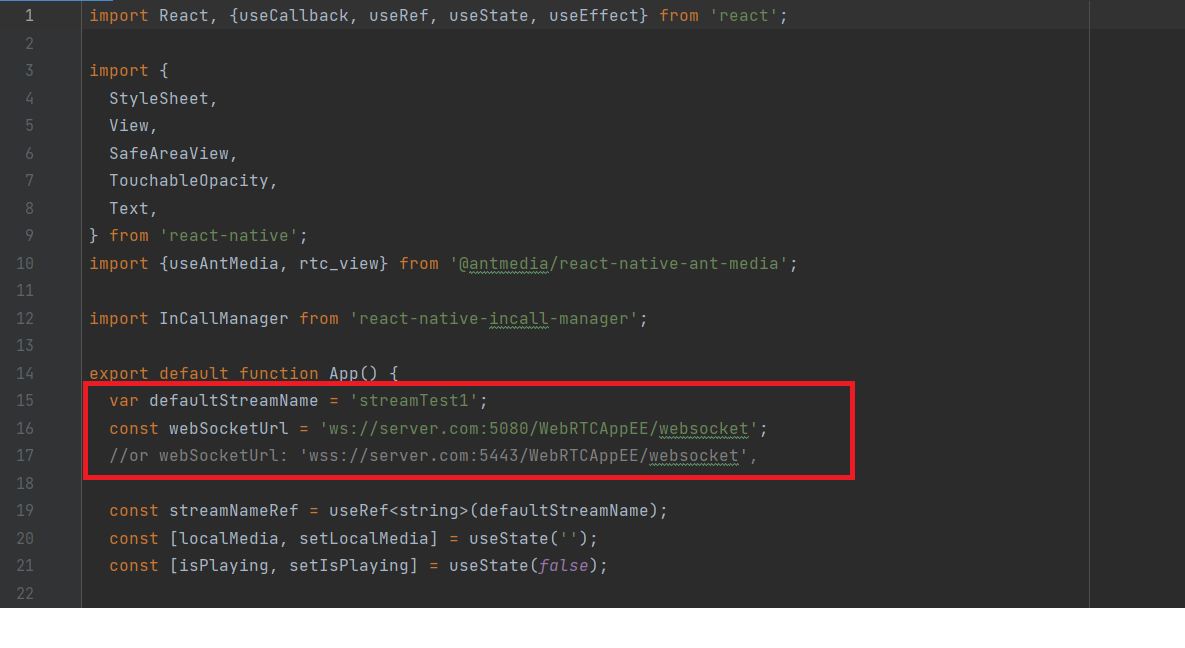 1 import React, {useCallback, useRef, useState, useEffect} from 'react';
2
3 import {
4   StyleSheet,
5   View,
6   SafeAreaView,
7   TouchableOpacity,
8   Text,
9 } from 'react-native';
10 import {useAntMedia, rtc_view} from '@antmedia/react-native-ant-media';
11
12 import InCallManager from 'react-native-incall-manager';
13
14 export default function App() {
15   var defaultStreamName = 'streamTest1';
16   const webSocketUrl = 'ws://server.com:5080/WebRTCAppEE/websocket';
17   //or webSocketUrl: 'wss://server.com:5443/WebRTCAppEE/websocket',
18
19   const streamNameRef = useRef<string>(defaultStreamName);
20   const [localMedia, setLocalMedia] = useState('');
21   const [isPlaying, setIsPlaying] = useState(false);
22